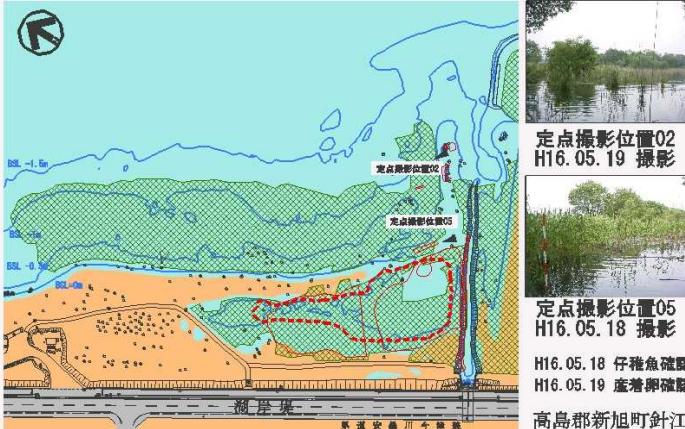 BSL -1.5m
定点撮影位置02
定点撮影位置05
BSL -1m
BSL=0m
湖岸堤
定点撮影位置02
H16.05.19 撮影
定点撮影位置05
H16.05.18 撮影
H16.05.18 仔稚魚確認
H16.05.19 産着卵確認
高島郡新旭町針江